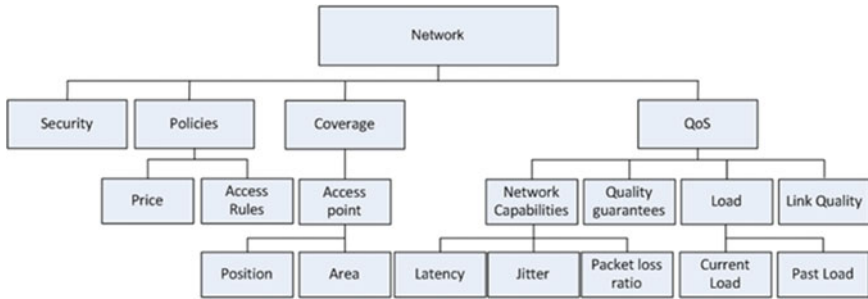 Network
Security
Policies
Coverage
QoS
Price
Access
Rules
Access
point
Network
Capabilities
Quality
guarantees
Load
Link Quality
Position
Area
Latency
Jitter
Packet loss
ratio
Current
Load
Past Load